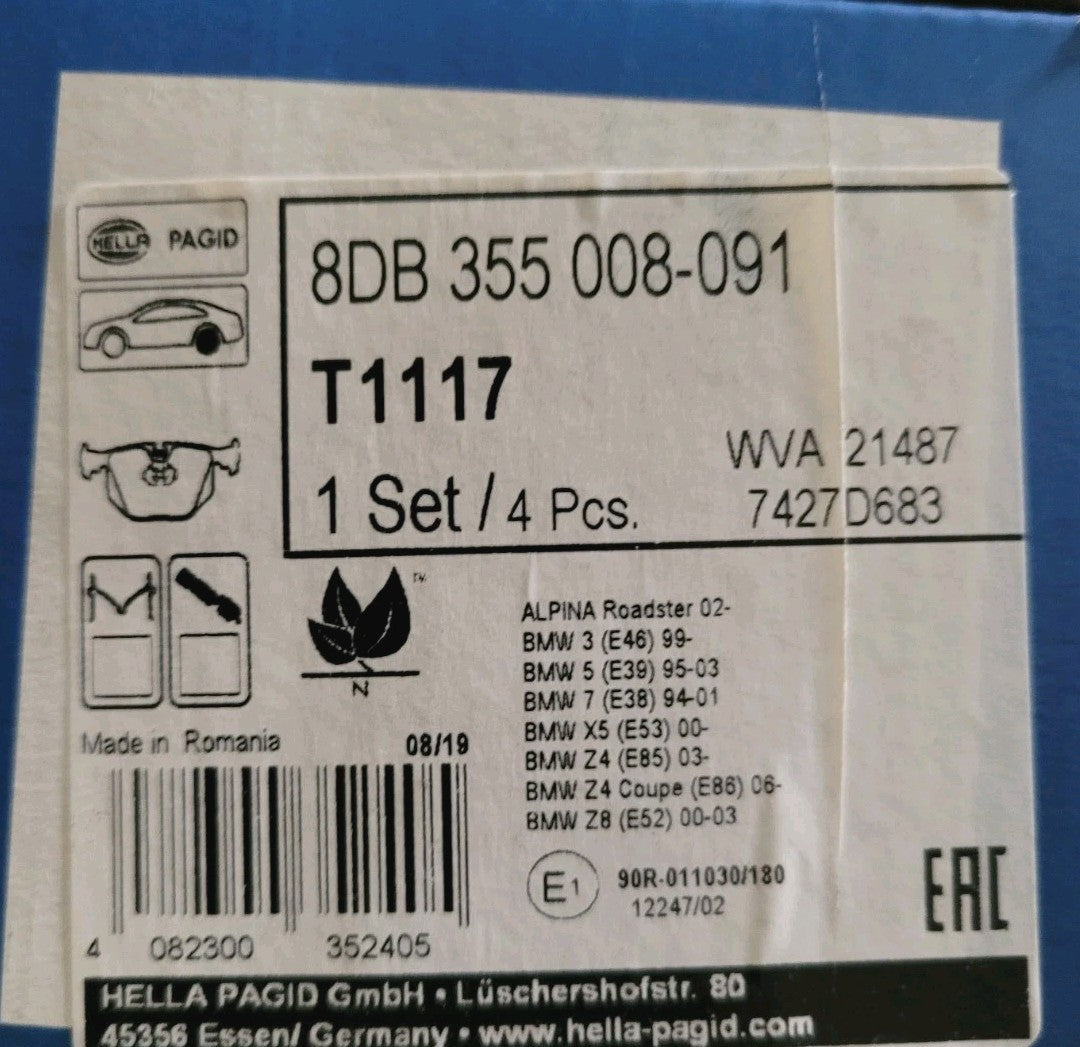 HELLA PAGID
8DB 355 008-091
T1117
WVA 21487
1 Set / 4 Pcs.
7427D683
TM
N
ALPINA Roadster 02-
BMW 3 (E46) 99-
BMW 5 (E39) 95-03
BMW 7 (E38) 94-01
BMW X5 (E53) 00-
BMW Z4 (E85) 03-
BMW Z4 Coupe (E86) 06-
BMW Z8 (E52) 00-03
Made in Romania 08/19
E1 90R-011030/180
12247/02
EAC
4 082300 352405
HELLA PAGID GmbH • Lüschershofstr. 80
45356 Essen/ Germany • www.hella-pagid.com